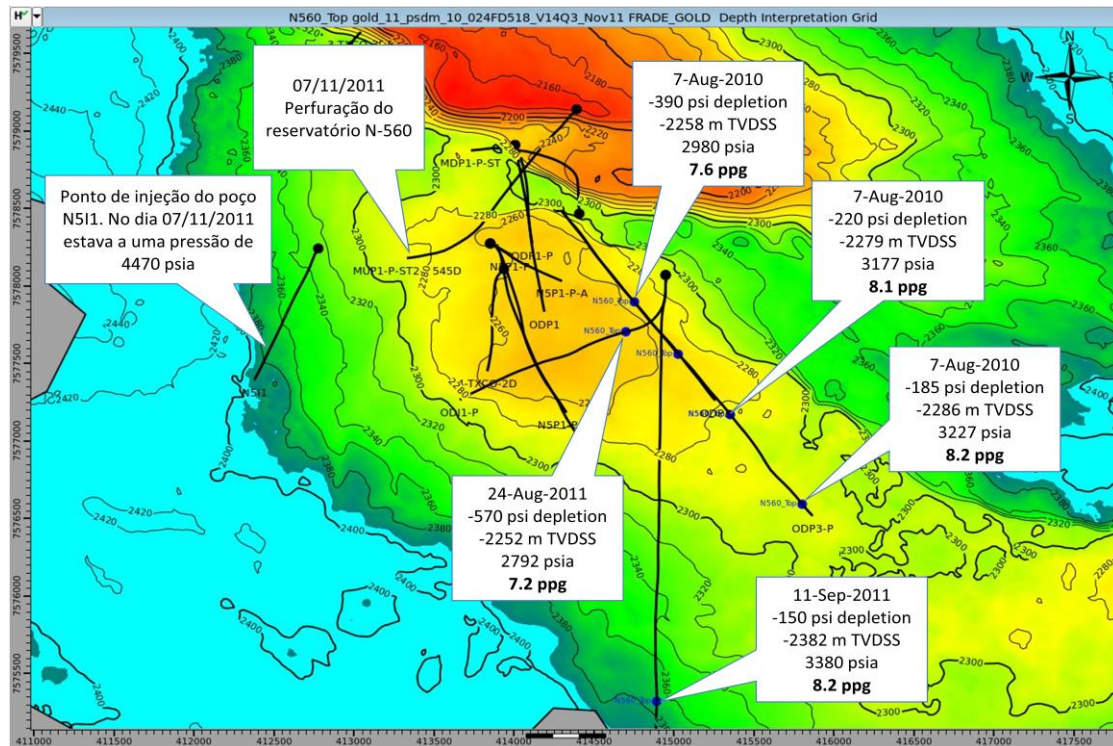 N560_Top gold_11_psdm_10_024FD518_V14Q3_Nov11 FRADE_GOLD Depth Interpretation Grid
07/11/2011
Perfuração do
reservatório N-560
7-Aug-2010
-390 psi depletion
-2258 m TVDSS
2980 psia
7.6 ppg
Ponto de injeção do poço
N5I1. No dia 07/11/2011
estava a uma pressão de
4470 psia
7-Aug-2010
-220 psi depletion
-2279 m TVDSS
3177 psia
8.1 ppg
7-Aug-2010
-185 psi depletion
-2286 m TVDSS
3227 psia
8.2 ppg
24-Aug-2011
-570 psi depletion
-2252 m TVDSS
2792 psia
7.2 ppg
11-Sep-2011
-150 psi depletion
-2382 m TVDSS
3380 psia
8.2 ppg
N
W
S
MDP1-P-ST
MUP1-P-ST2
545D
N5P1-P-A
ODP1
N560_Top
N560_Top
N560_Top
N560_Top
N560_Top
ODI1-P
N5I1
ODP3-P
7579500
7579000
7578500
7578000
7577500
7577000
7576500
7576000
7575500
411000 411500 412000 412500 413000 413500 414000 414500 415000 415500 416000 416500 417000 417500